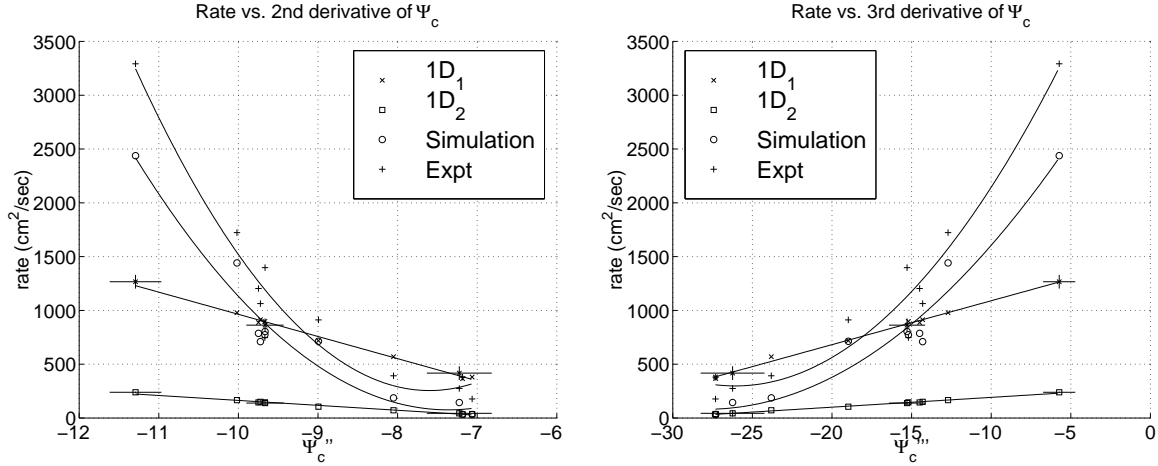 Rate vs. 2nd derivative of Ψc
3500
3000
2500
2000
1500
1000
500
0
rate (cm²/sec)
1D1
1D2
Simulation
Expt
−12
−11
−10
−9
−8
−7
−6
Ψc''
Rate vs. 3rd derivative of Ψc
3500
3000
2500
2000
1500
1000
500
0
rate (cm²/sec)
1D1
1D2
Simulation
Expt
−30
−25
−20
−15
−10
−5
0
Ψc'''